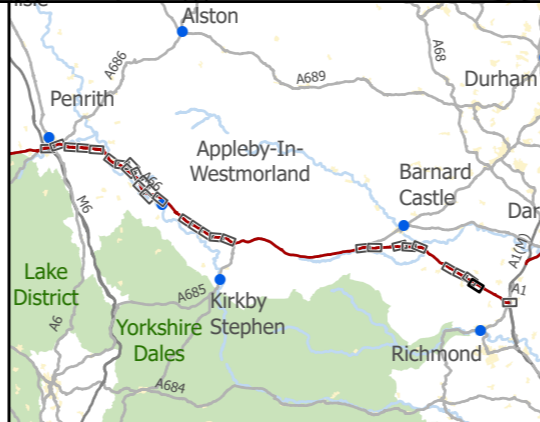 Alston
A686
A68
A689
Durham
Penrith
Appleby-In-
Westmorland
A66
Barnard
Castle
Dar
M6
A1(M)
Lake
District
A685
A1
Kirkby
Stephen
A6
Yorkshire
Dales
Richmond
A684